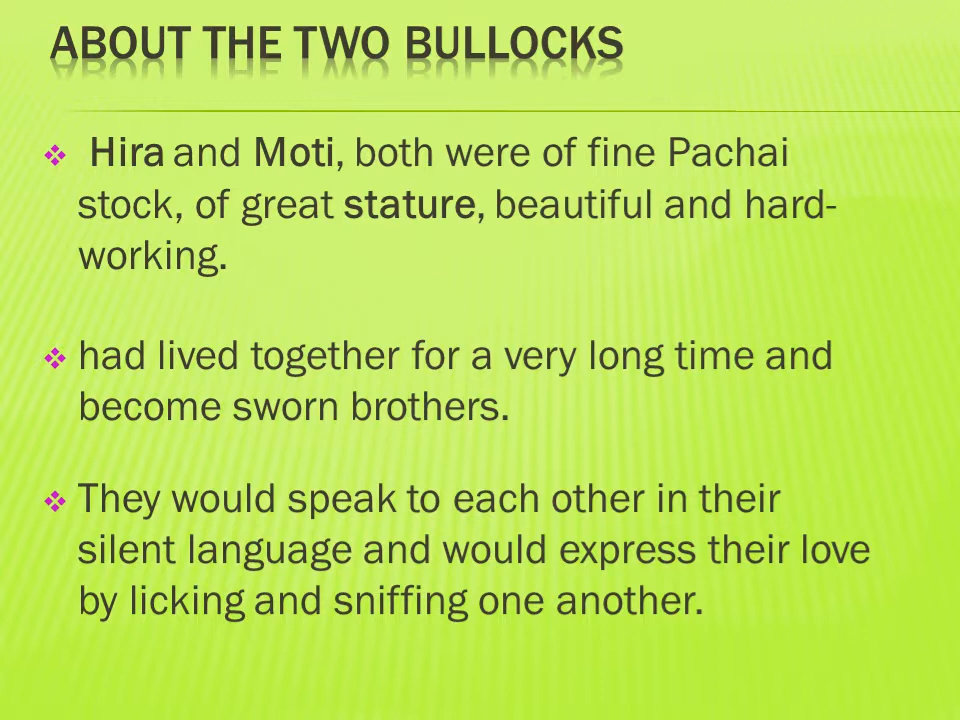 ABOUT THE TWO BULLOCKS
Hira and Moti, both were of fine Pachai
stock, of great stature, beautiful and hard-
working.
had lived together for a very long time and
become sworn brothers.
They would speak to each other in their
silent language and would express their love
by licking and sniffing one another.